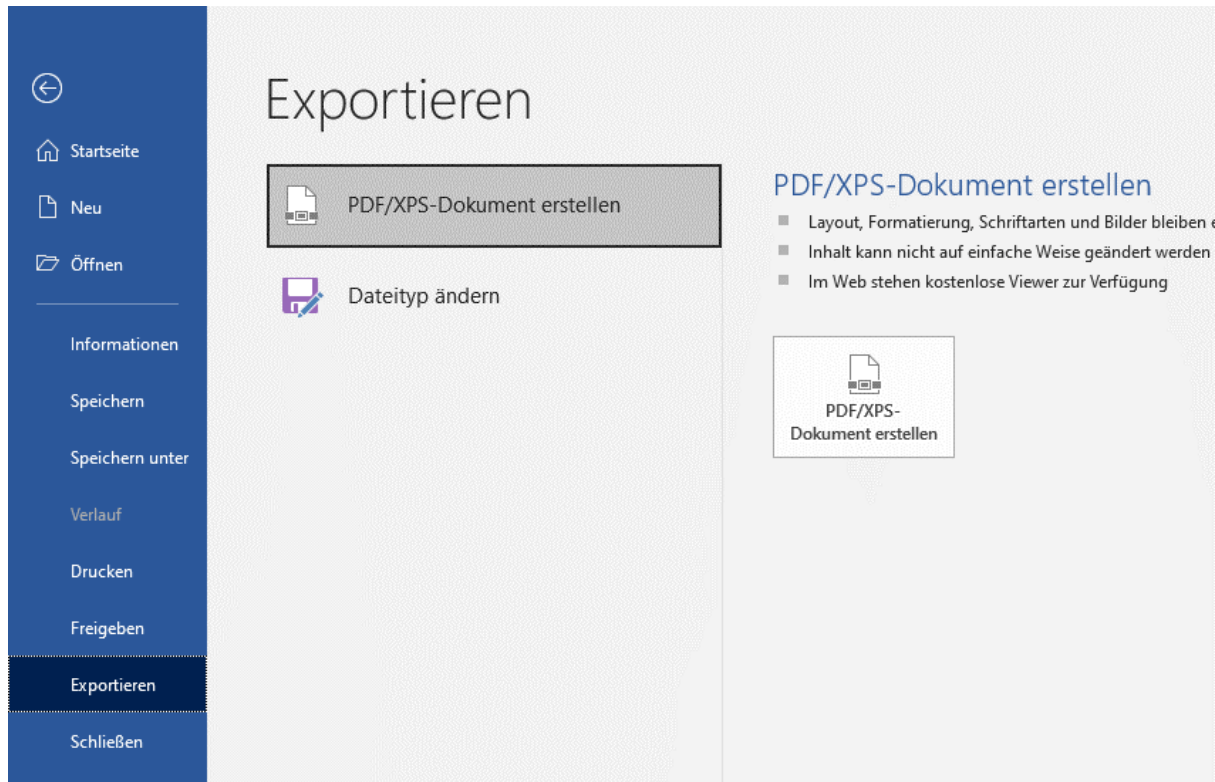 Exportieren
Startseite
Neu
Öffnen
Informationen
Speichern
Speichern unter
Verlauf
Drucken
Freigeben
Exportieren
Schließen
PDF/XPS-Dokument erstellen
Dateityp ändern
PDF/XPS-Dokument erstellen
Layout, Formatierung, Schriftarten und Bilder bleiben
Inhalt kann nicht auf einfache Weise geändert werden
Im Web stehen kostenlose Viewer zur Verfügung
PDF/XPS-
Dokument erstellen